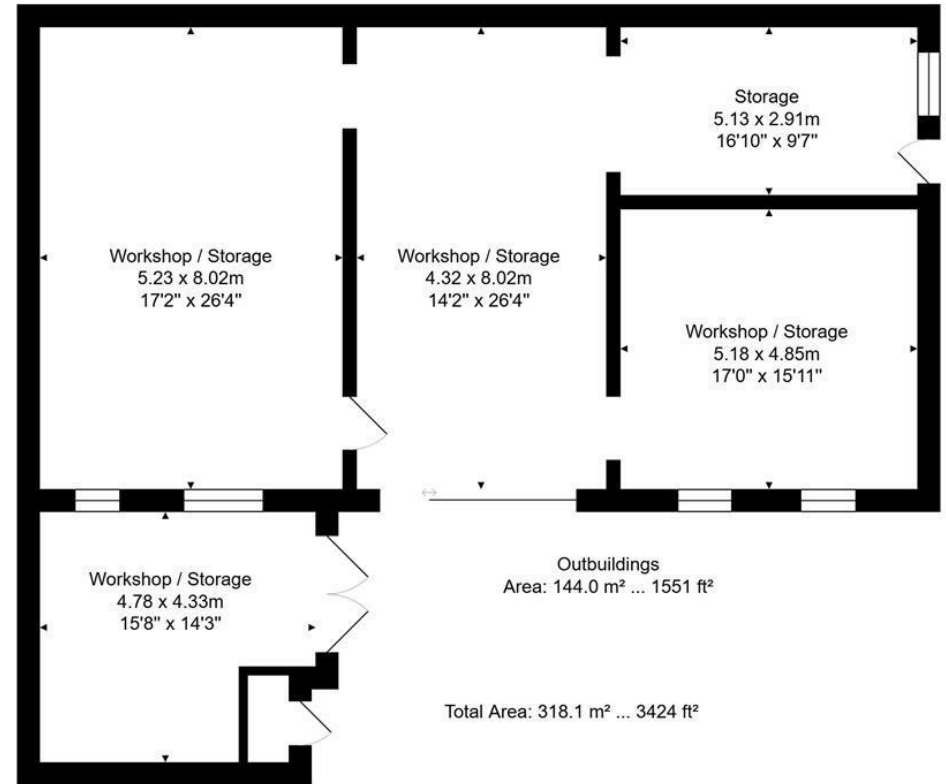 Storage
5.13 x 2.91m
16'10" x 9'7"
Workshop / Storage
5.23 x 8.02m
17'2" x 26'4"
Workshop / Storage
4.32 x 8.02m
14'2" x 26'4"
Workshop / Storage
5.18 x 4.85m
17'0" x 15'11"
Workshop / Storage
4.78 x 4.33m
15'8" x 14'3"
Outbuildings
Area: 144.0 m² ... 1551 ft²
Total Area: 318.1 m² ... 3424 ft²